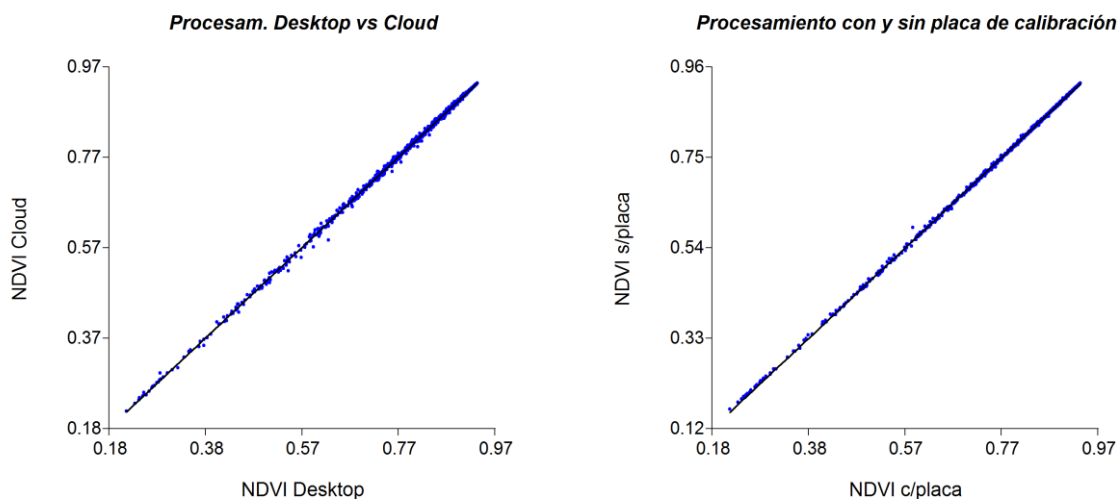 Procesam. Desktop vs Cloud
0.97
0.77
0.57
0.37
0.18
0.18 0.38 0.57 0.77 0.97
NDVI Cloud
NDVI Desktop
Procesamiento con y sin placa de calibración
0.96
0.75
0.54
0.33
0.12
0.18 0.38 0.57 0.77 0.97
NDVI s/placa
NDVI c/placa